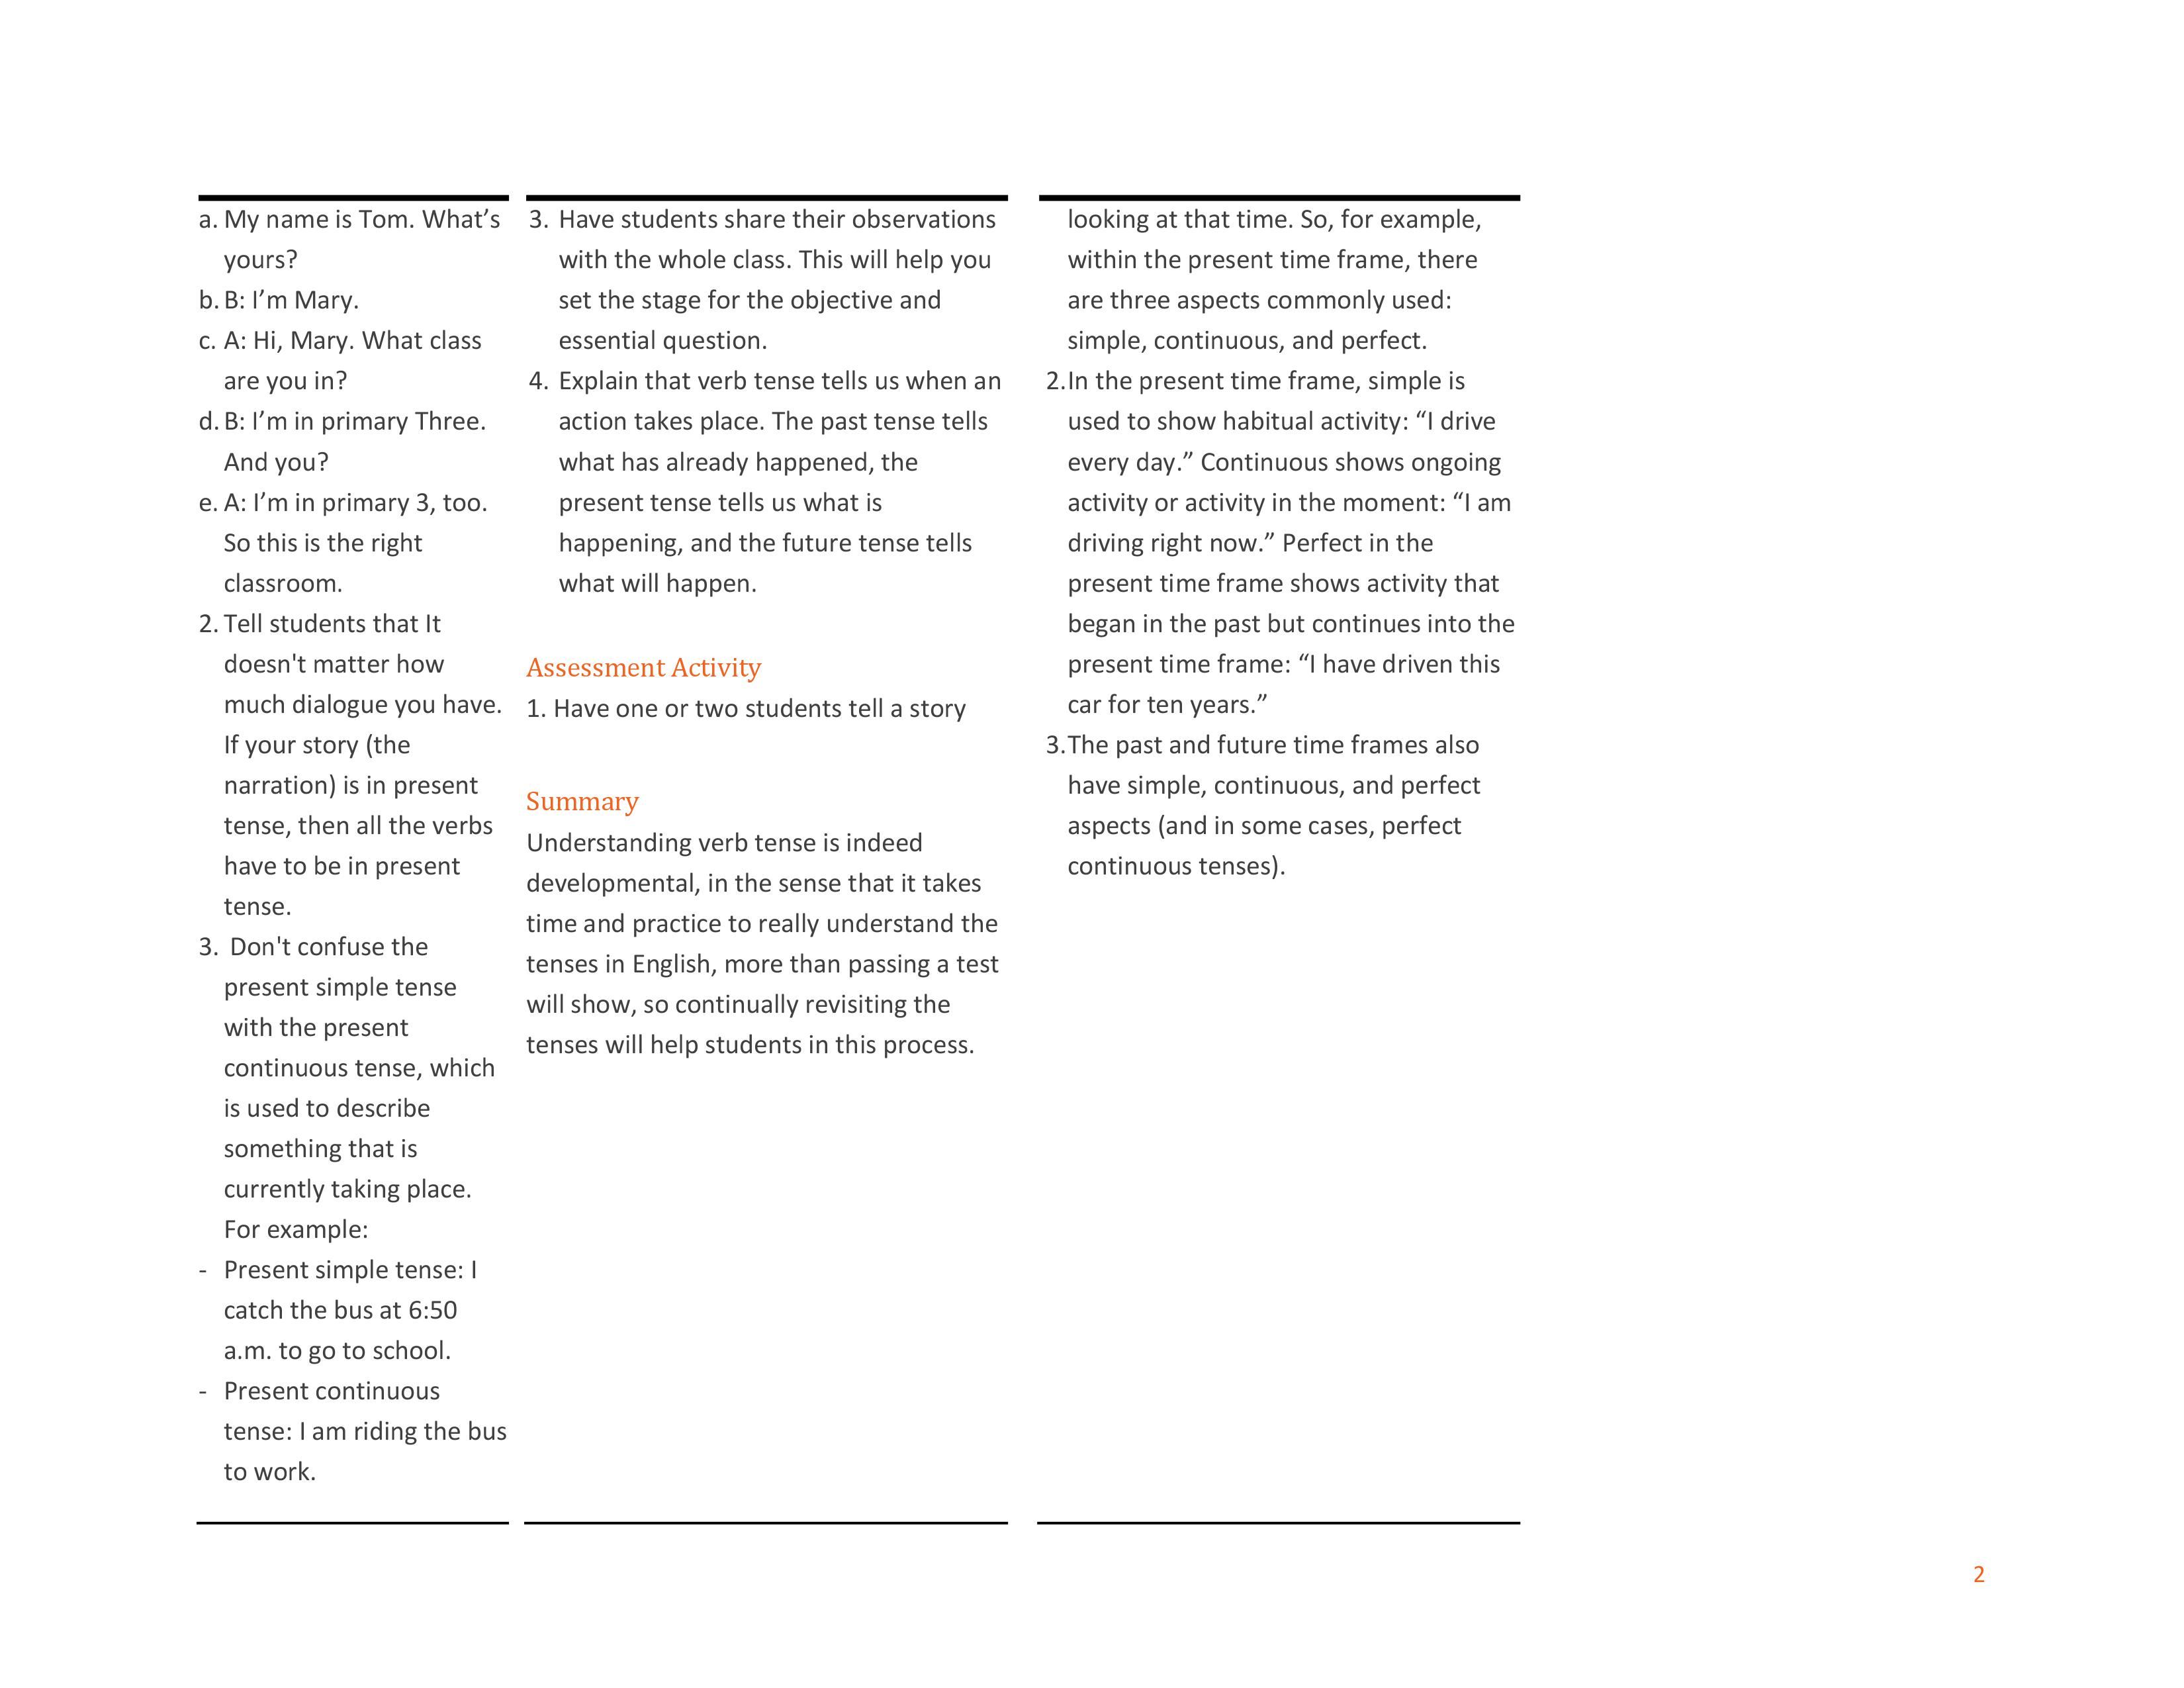 a. My name is Tom. What’s
yours?
b. B: I’m Mary.
c. A: Hi, Mary. What class
are you in?
d. B: I’m in primary Three.
And you?
e. A: I’m in primary 3, too.
So this is the right
classroom.
2. Tell students that It
doesn't matter how
much dialogue you have.
If your story (the
narration) is in present
tense, then all the verbs
have to be in present
tense.
3. Don't confuse the
present simple tense
with the present
continuous tense, which
is used to describe
something that is
currently taking place.
For example:
- Present simple tense: I
catch the bus at 6:50
a.m. to go to school.
- Present continuous
tense: I am riding the bus
to work.
3. Have students share their observations
with the whole class. This will help you
set the stage for the objective and
essential question.
4. Explain that verb tense tells us when an
action takes place. The past tense tells
what has already happened, the
present tense tells us what is
happening, and the future tense tells
what will happen.
Assessment Activity
1. Have one or two students tell a story
Summary
Understanding verb tense is indeed
developmental, in the sense that it takes
time and practice to really understand the
tenses in English, more than passing a test
will show, so continually revisiting the
tenses will help students in this process.
looking at that time. So, for example,
within the present time frame, there
are three aspects commonly used:
simple, continuous, and perfect.
2.In the present time frame, simple is
used to show habitual activity: “I drive
every day.” Continuous shows ongoing
activity or activity in the moment: “I am
driving right now.” Perfect in the
present time frame shows activity that
began in the past but continues into the
present time frame: “I have driven this
car for ten years.”
3.The past and future time frames also
have simple, continuous, and perfect
aspects (and in some cases, perfect
continuous tenses).
2